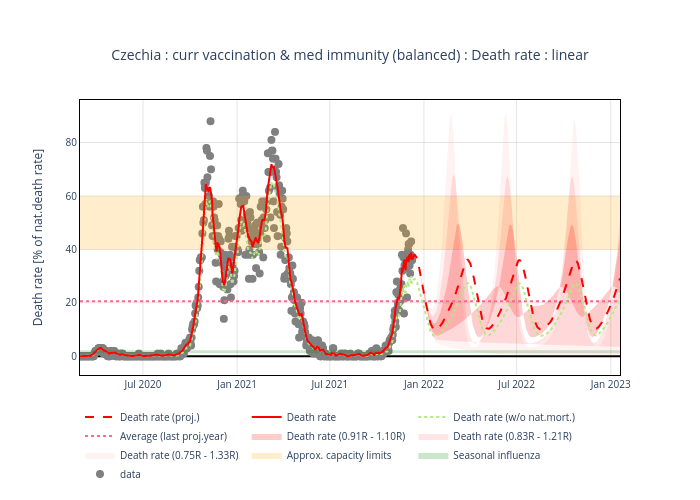 Czechia : curr vaccination & med immunity (balanced) : Death rate : linear
Death rate [% of nat.death rate]
80
60
40
20
0
Jul 2020
Jan 2021
Jul 2021
Jan 2022
Jul 2022
Jan 2023
Death rate (proj.)
Death rate
Death rate (w/o nat.mort.)
Average (last proj.year)
Death rate (0.91R - 1.10R)
Death rate (0.83R - 1.21R)
Death rate (0.75R - 1.33R)
Approx. capacity limits
Seasonal influenza
data